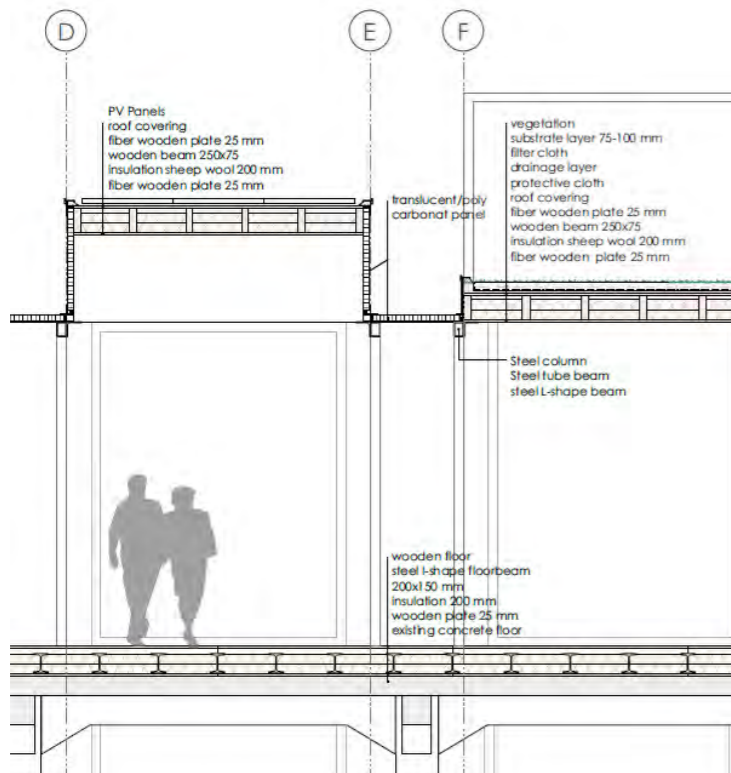 D
E
F
PV Panels
roof covering
fiber wooden plate 25 mm
wooden beam 250x75
insulation sheep wool 200 mm
fiber wooden plate 25 mm
translucent/poly
carbonat panel
vegetation
substrate layer 75-100 mm
filter cloth
drainage layer
protective cloth
roof covering
fiber wooden plate 25 mm
wooden beam 250x75
insulation sheep wool 200 mm
fiber wooden plate 25 mm
Steel column
Steel tube beam
steel L-shape beam
wooden floor
steel I-shape floorbeam
200x150 mm
insulation 200 mm
wooden plate 25 mm
existing concrete floor